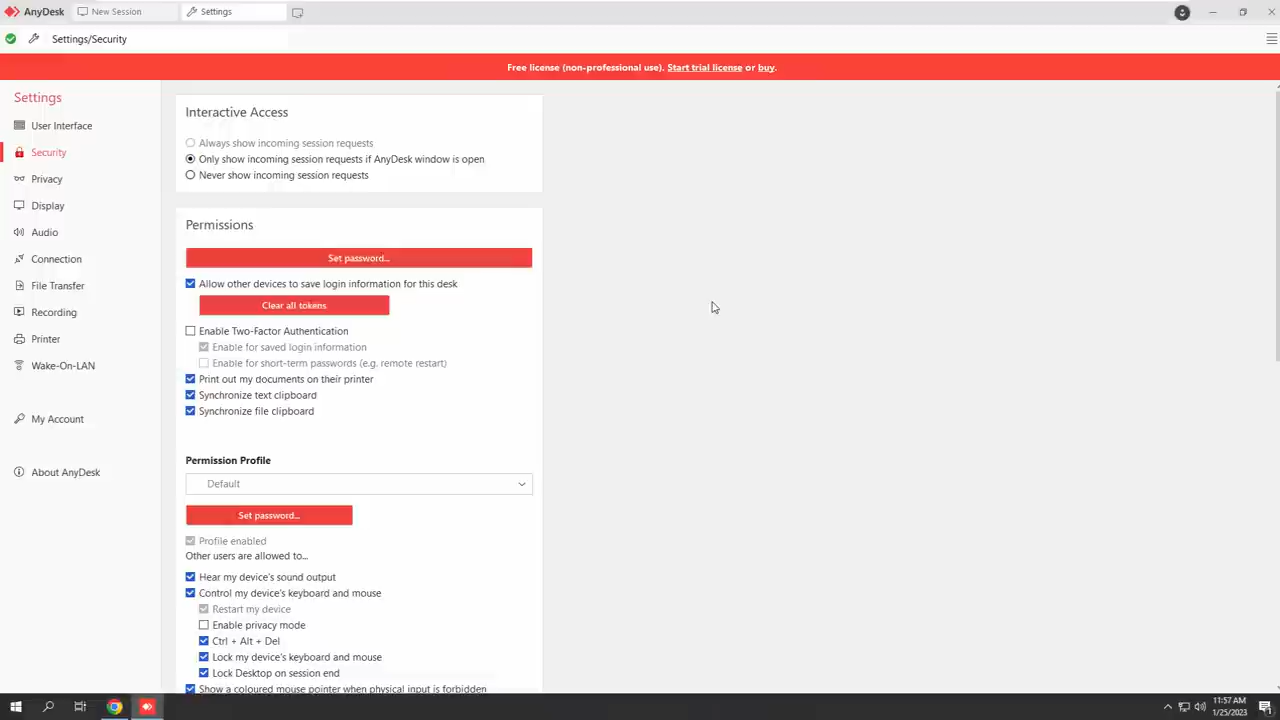 AnyDesk
New Session
Settings
Settings/Security
Free license (non-professional use). Start trial license or buy.
Settings
User Interface
Security
Privacy
Display
Audio
Connection
File Transfer
Recording
Printer
Wake-On-LAN
My Account
About AnyDesk
Interactive Access
Always show incoming session requests
Only show incoming session requests if AnyDesk window is open
Never show incoming session requests
Permissions
Set password...
Allow other devices to save login information for this desk
Clear all tokens
Enable Two-Factor Authentication
Enable for saved login information
Enable for short-term passwords (e.g. remote restart)
Print out my documents on their printer
Synchronize text clipboard
Synchronize file clipboard
Permission Profile
Default
Set password...
Profile enabled
Other users are allowed to...
Hear my device's sound output
Control my device's keyboard and mouse
Restart my device
Enable privacy mode
Ctrl + Alt + Del
Lock my device's keyboard and mouse
Lock Desktop on session end
Show a coloured mouse pointer when physical input is forbidden
11:57 AM
1/25/2023